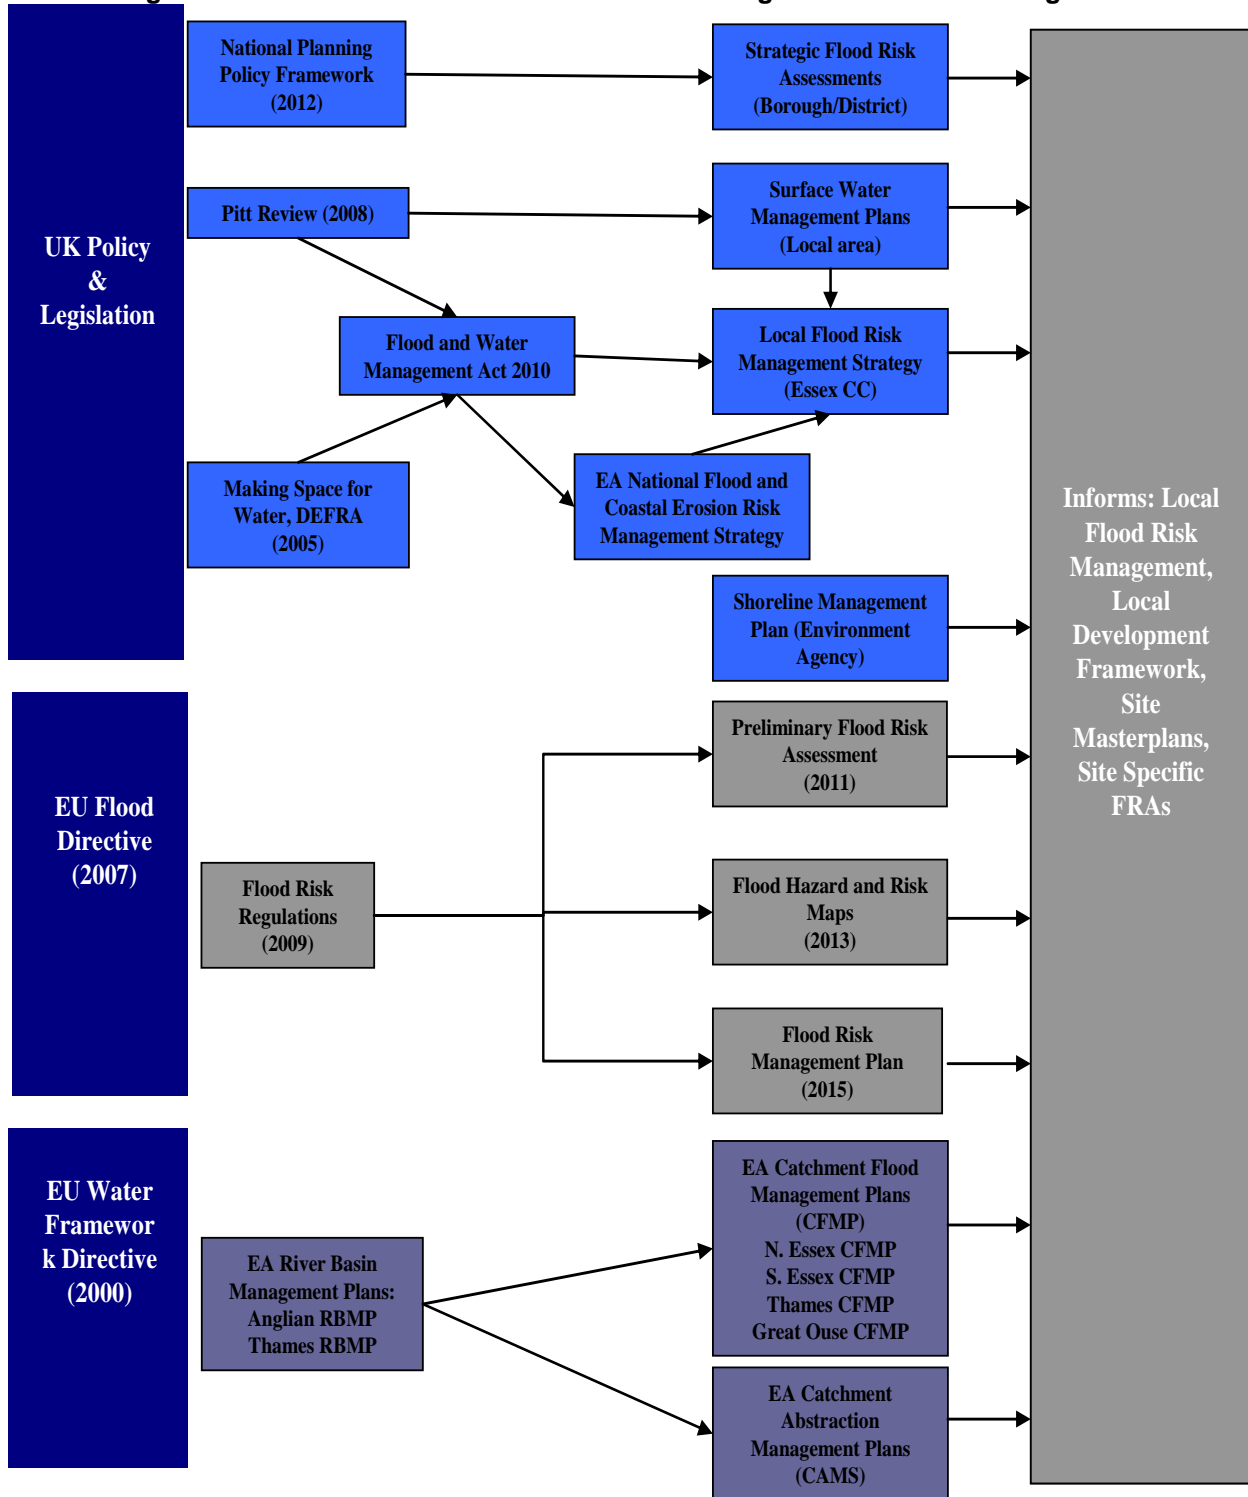 UK Policy
&
Legislation
National Planning
Policy Framework
(2012)
Strategic Flood Risk
Assessments
(Borough/District)
Pitt Review (2008)
Surface Water
Management Plans
(Local area)
Flood and Water
Management Act 2010
Local Flood Risk
Management Strategy
(Essex CC)
Making Space for
Water, DEFRA
(2005)
EA National Flood and
Coastal Erosion Risk
Management Strategy
Shoreline Management
Plan (Environment
Agency)
EU Flood
Directive
(2007)
Flood Risk
Regulations
(2009)
Preliminary Flood Risk
Assessment
(2011)
Flood Hazard and Risk
Maps
(2013)
Flood Risk
Management Plan
(2015)
EU Water
Framewor
k Directive
(2000)
EA River Basin
Management Plans:
Anglian RBMP
Thames RBMP
EA Catchment Flood
Management Plans
(CFMP)
N. Essex CFMP
S. Essex CFMP
Thames CFMP
Great Ouse CFMP
EA Catchment
Abstraction
Management Plans
(CAMS)
Informs: Local
Flood Risk
Management,
Local
Development
Framework,
Site
Masterplans,
Site Specific
FRAs